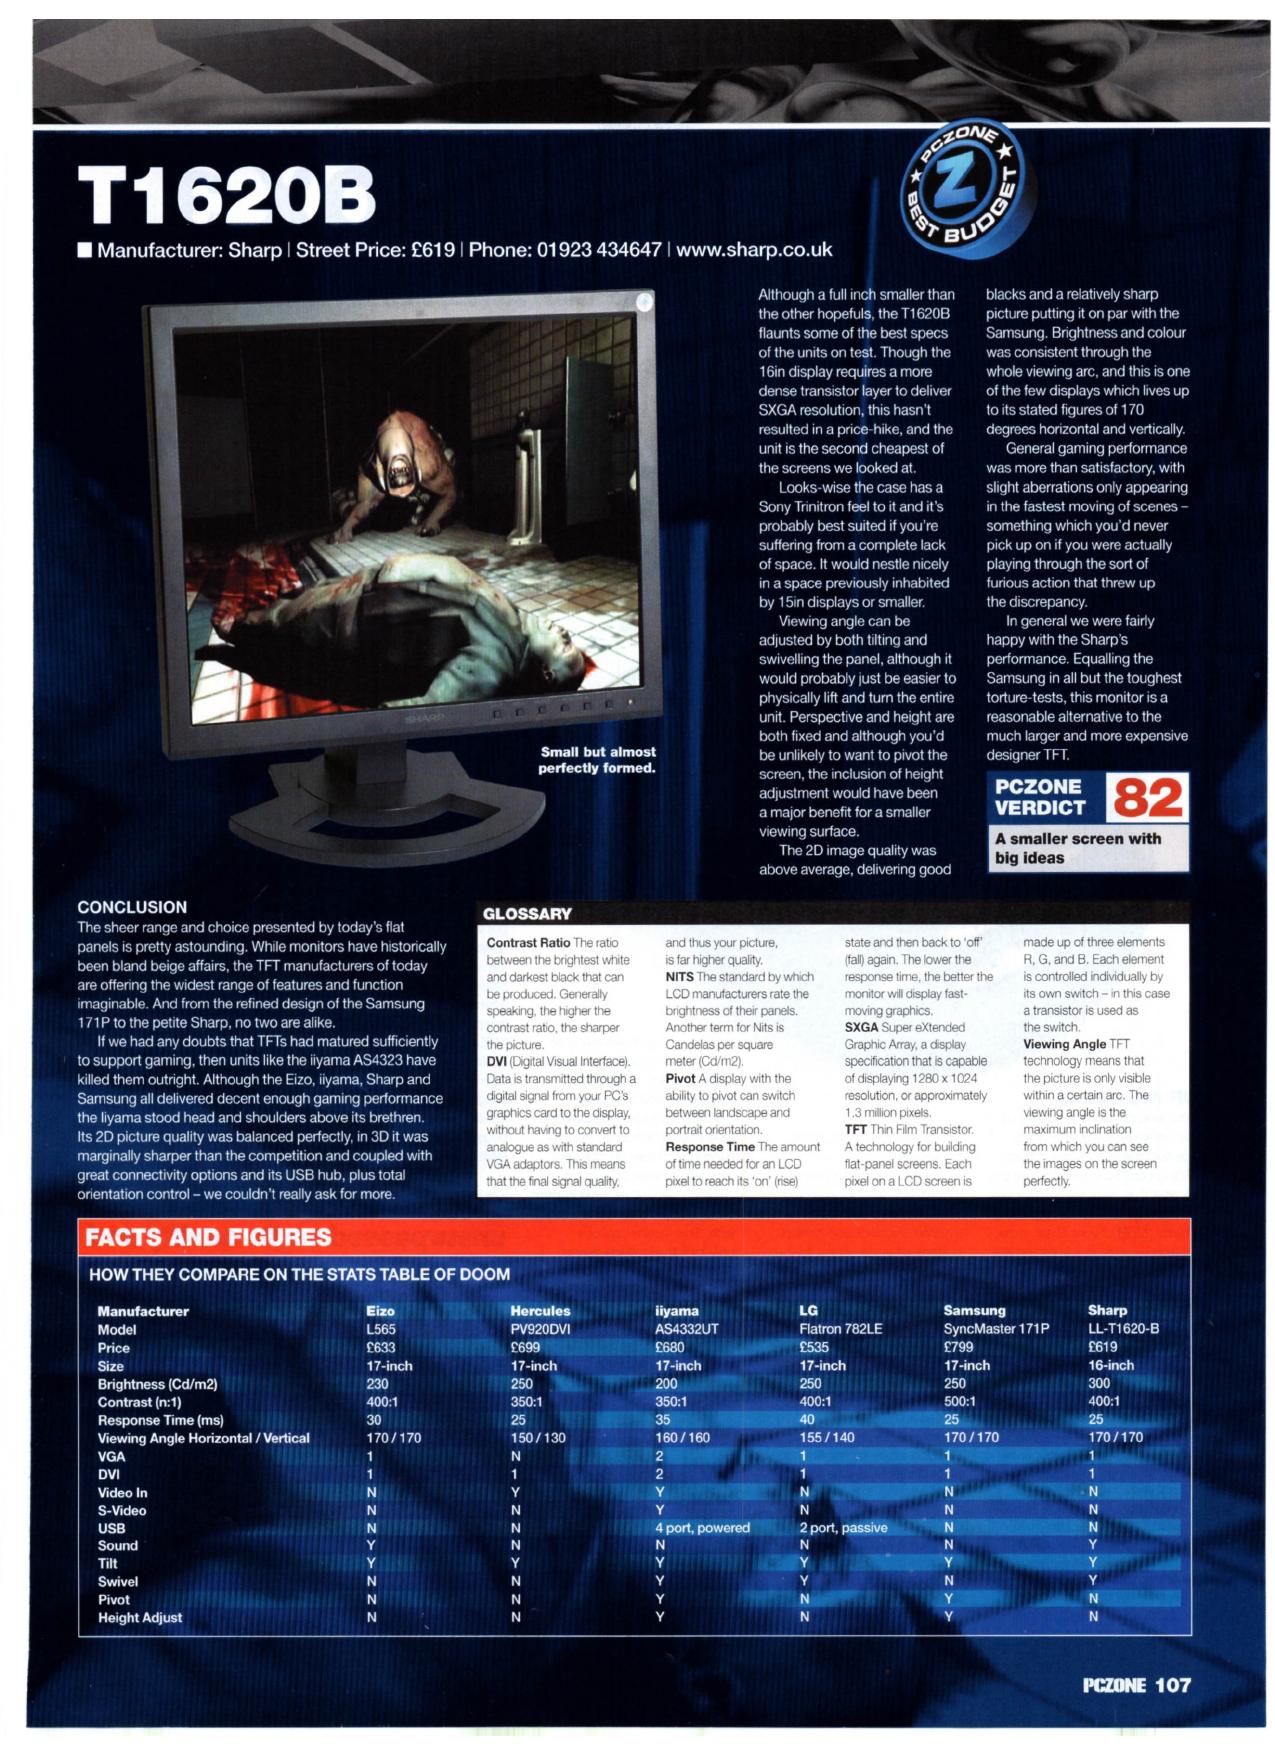 PCZONE
Z
BEST BUDGET
T1620B
Manufacturer: Sharp | Street Price: £619 | Phone: 01923 434647 | www.sharp.co.uk
SHARP
Small but almost
perfectly formed.
Although a full inch smaller than
the other hopefuls, the T1620B
flaunts some of the best specs
of the units on test. Though the
16in display requires a more
dense transistor layer to deliver
SXGA resolution, this hasn't
resulted in a price-hike, and the
unit is the second cheapest of
the screens we looked at.
Looks-wise the case has a
Sony Trinitron feel to it and it's
probably best suited if you're
suffering from a complete lack
of space. It would nestle nicely
in a space previously inhabited
by 15in displays or smaller.
Viewing angle can be
adjusted by both tilting and
swivelling the panel, although it
would probably just be easier to
physically lift and turn the entire
unit. Perspective and height are
both fixed and although you'd
be unlikely to want to pivot the
screen, the inclusion of height
adjustment would have been
a major benefit for a smaller
viewing surface.
The 2D image quality was
above average, delivering good
blacks and a relatively sharp
picture putting it on par with the
Samsung. Brightness and colour
was consistent through the
whole viewing arc, and this is one
of the few displays which lives up
to its stated figures of 170
degrees horizontal and vertically.
General gaming performance
was more than satisfactory, with
slight aberrations only appearing
in the fastest moving of scenes –
something which you'd never
pick up on if you were actually
playing through the sort of
furious action that threw up
the discrepancy.
In general we were fairly
happy with the Sharp's
performance. Equalling the
Samsung in all but the toughest
torture-tests, this monitor is a
reasonable alternative to the
much larger and more expensive
designer TFT.
PCZONE
VERDICT 82
A smaller screen with
big ideas
CONCLUSION
The sheer range and choice presented by today's flat
panels is pretty astounding. While monitors have historically
been bland beige affairs, the TFT manufacturers of today
are offering the widest range of features and function
imaginable. And from the refined design of the Samsung
171P to the petite Sharp, no two are alike.
If we had any doubts that TFTs had matured sufficiently
to support gaming, then units like the iiyama AS4323 have
killed them outright. Although the Eizo, iiyama, Sharp and
Samsung all delivered decent enough gaming performance
the Iiyama stood head and shoulders above its brethren.
Its 2D picture quality was balanced perfectly, in 3D it was
marginally sharper than the competition and coupled with
great connectivity options and its USB hub, plus total
orientation control – we couldn't really ask for more.
GLOSSARY
Contrast Ratio The ratio
between the brightest white
and darkest black that can
be produced. Generally
speaking, the higher the
contrast ratio, the sharper
the picture.
DVI (Digital Visual Interface).
Data is transmitted through a
digital signal from your PC's
graphics card to the display,
without having to convert to
analogue as with standard
VGA adaptors. This means
that the final signal quality,
and thus your picture,
is far higher quality.
NITS The standard by which
LCD manufacturers rate the
brightness of their panels.
Another term for Nits is
Candelas per square
meter (Cd/m2).
Pivot A display with the
ability to pivot can switch
between landscape and
portrait orientation.
Response Time The amount
of time needed for an LCD
pixel to reach its 'on' (rise)
state and then back to 'off'
(fall) again. The lower the
response time, the better the
monitor will display fast-
moving graphics.
SXGA Super eXtended
Graphic Array, a display
specification that is capable
of displaying 1280 x 1024
resolution, or approximately
1.3 million pixels.
TFT Thin Film Transistor.
A technology for building
flat-panel screens. Each
pixel on a LCD screen is
made up of three elements
R, G, and B. Each element
is controlled individually by
its own switch – in this case
a transistor is used as
the switch.
Viewing Angle TFT
technology means that
the picture is only visible
within a certain arc. The
viewing angle is the
maximum inclination
from which you can see
the images on the screen
perfectly.
FACTS AND FIGURES
HOW THEY COMPARE ON THE STATS TABLE OF DOOM
Manufacturer Eizo Hercules iiyama LG Samsung Sharp
Model L565 PV920DVI AS4332UT Flatron 782LE SyncMaster 171P LL-T1620-B
Price £633 £699 £680 £535 £799 £619
Size 17-inch 17-inch 17-inch 17-inch 17-inch 16-inch
Brightness (Cd/m2) 230 250 200 250 250 300
Contrast (n:1) 400:1 350:1 350:1 400:1 500:1 400:1
Response Time (ms) 30 25 35 40 25 25
Viewing Angle Horizontal / Vertical 170 / 170 150 / 130 160 / 160 155 / 140 170 / 170 170 / 170
VGA 1 N 2 1 1 1
DVI 1 1 2 1 1 1
Video In N Y Y N N N
S-Video N N Y N N N
USB N N 4 port, powered 2 port, passive N N
Sound Y N N N N Y
Tilt Y Y Y Y Y Y
Swivel N N Y Y N Y
Pivot N N Y N Y N
Height Adjust N N Y N Y N
PCZONE 107